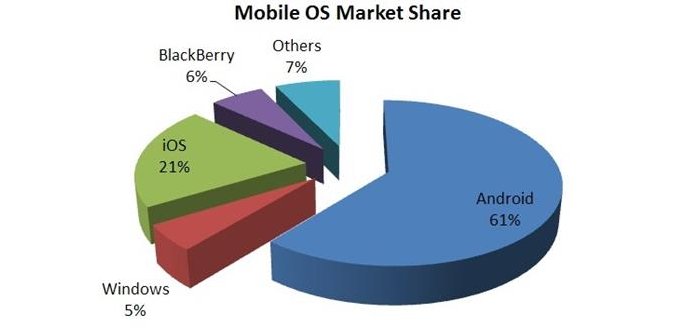 Mobile OS Market Share
Others
7%
BlackBerry
6%
iOS
21%
Android
61%
Windows
5%